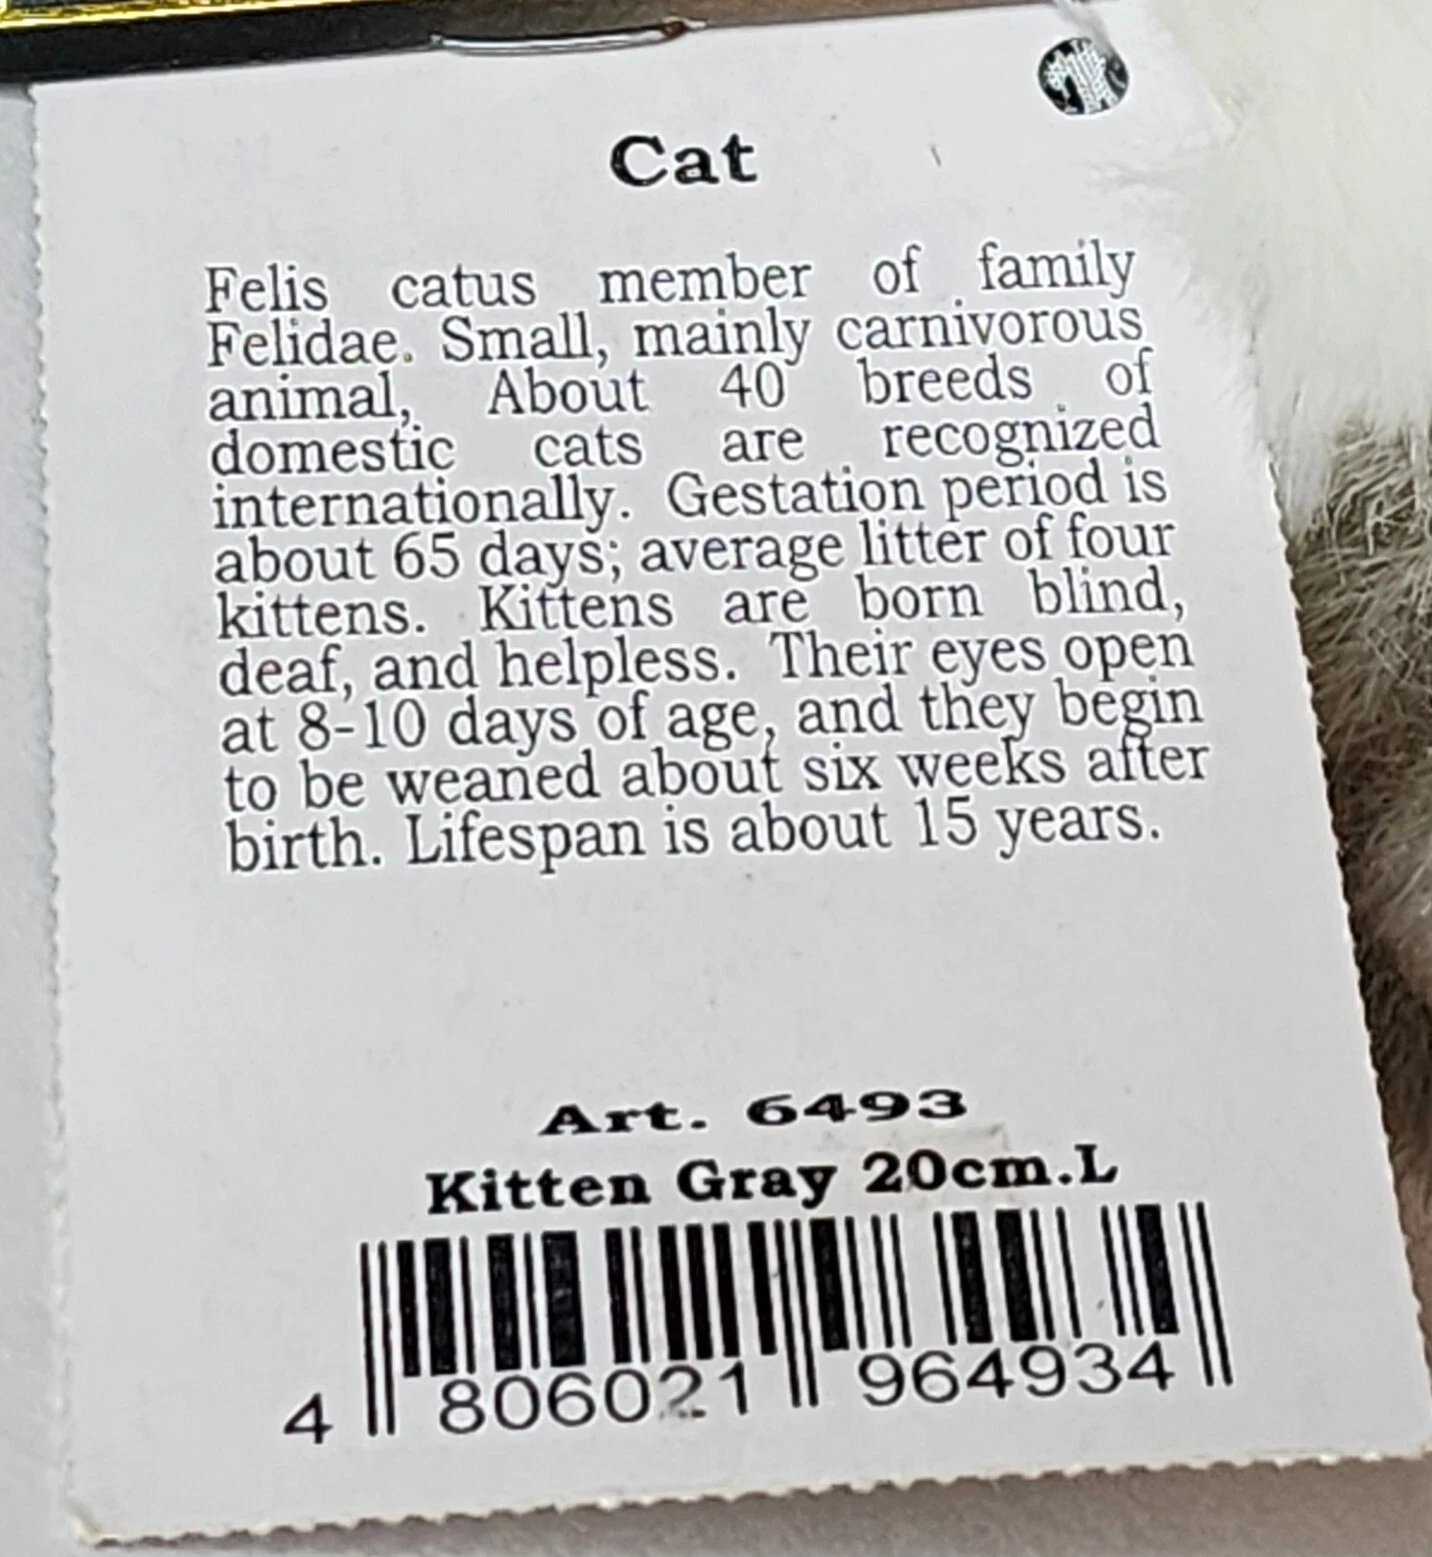 Cat
Felis catus member of family
Felidae. Small, mainly carnivorous
animal, About 40 breeds of
domestic cats are recognized
internationally. Gestation period is
about 65 days; average litter of four
kittens. Kittens are born blind,
deaf, and helpless. Their eyes open
at 8-10 days of age, and they begin
to be weaned about six weeks after
birth. Lifespan is about 15 years.
Art. 6493
Kitten Gray 20cm.L
4 806021 964934